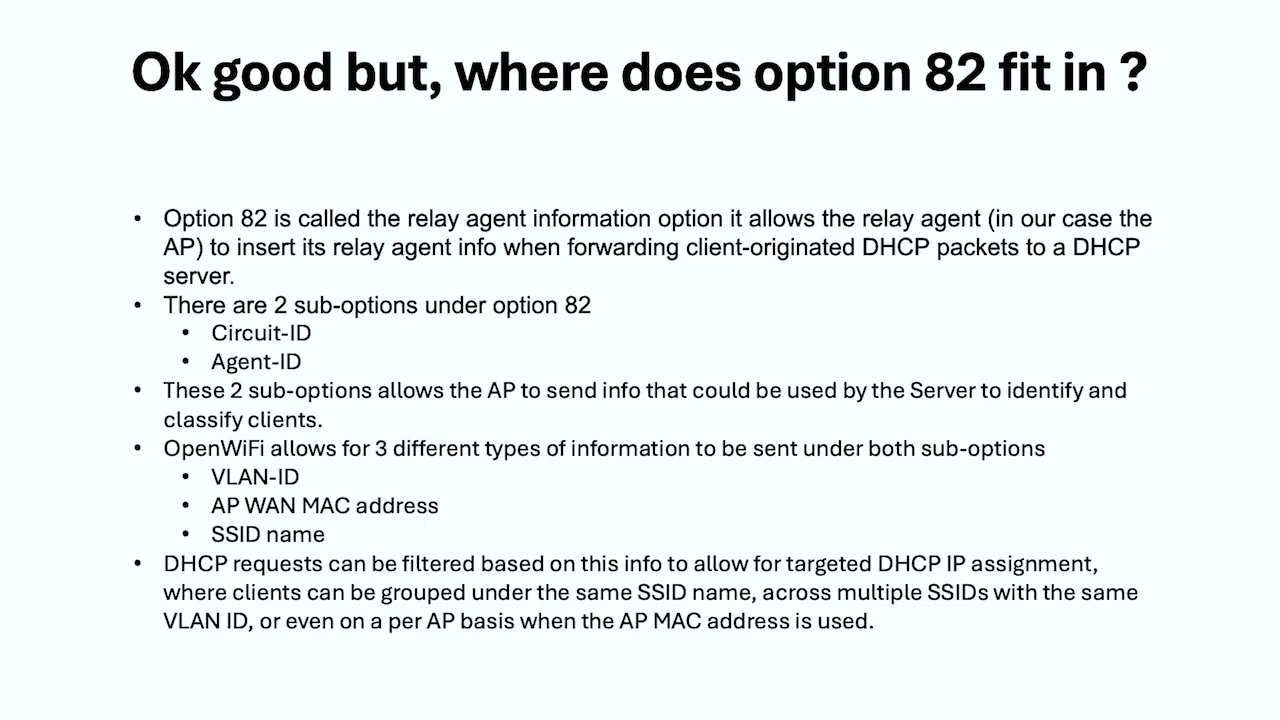 Ok good but, where does option 82 fit in ?
• Option 82 is called the relay agent information option it allows the relay agent (in our case the
AP) to insert its relay agent info when forwarding client-originated DHCP packets to a DHCP
server.
• There are 2 sub-options under option 82
• Circuit-ID
• Agent-ID
• These 2 sub-options allows the AP to send info that could be used by the Server to identify and
classify clients.
• OpenWiFi allows for 3 different types of information to be sent under both sub-options
• VLAN-ID
• AP WAN MAC address
• SSID name
• DHCP requests can be filtered based on this info to allow for targeted DHCP IP assignment,
where clients can be grouped under the same SSID name, across multiple SSIDs with the same
VLAN ID, or even on a per AP basis when the AP MAC address is used.